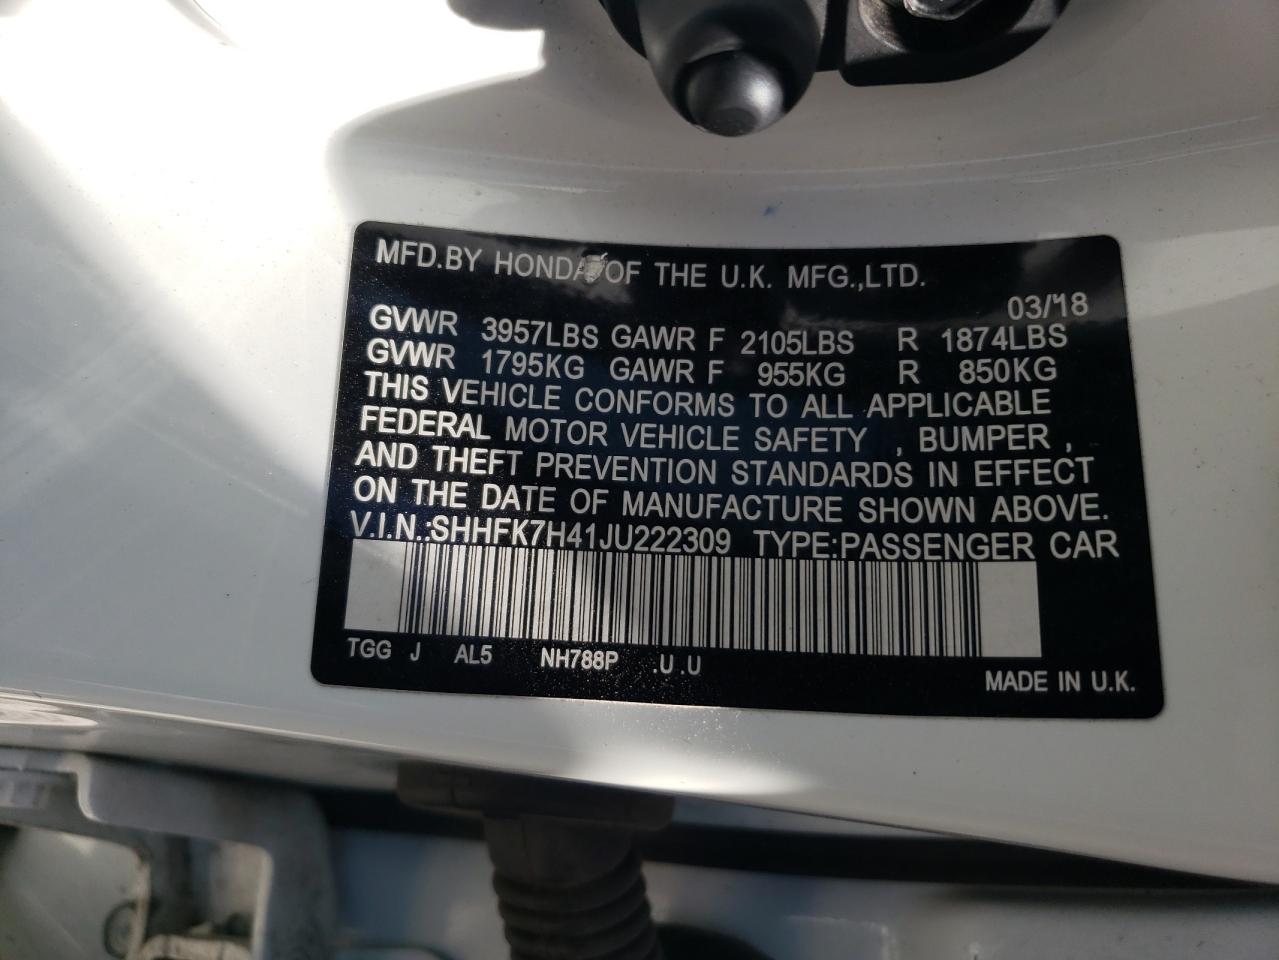 MFD.BY HONDA OF THE U.K. MFG.,LTD.
03/18
GVWR 3957LBS GAWR F 2105LBS R 1874LBS
GVWR 1795KG GAWR F 955KG R 850KG
THIS VEHICLE CONFORMS TO ALL APPLICABLE
FEDERAL MOTOR VEHICLE SAFETY , BUMPER ,
AND THEFT PREVENTION STANDARDS IN EFFECT
ON THE DATE OF MANUFACTURE SHOWN ABOVE.
V.I.N.:SHHFK7H41JU222309 TYPE:PASSENGER CAR
TGG J AL5 NH788P .U .U
MADE IN U.K.